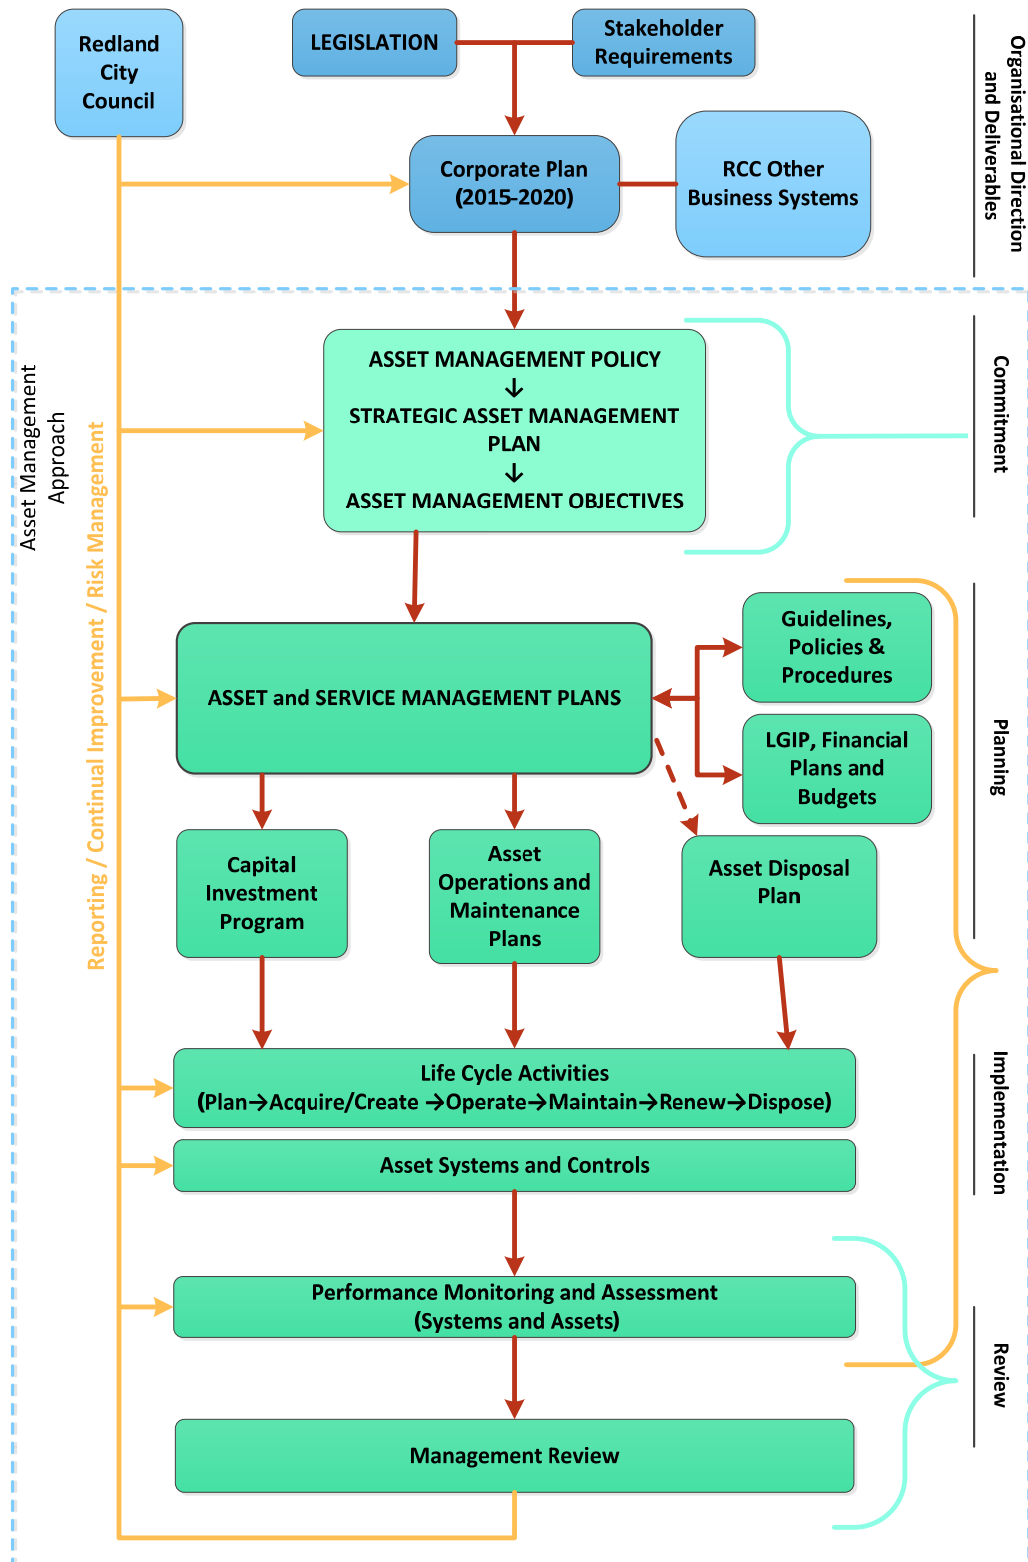 Redland
City
Council
LEGISLATION
Stakeholder
Requirements
Organisational Direction
and Deliverables
Corporate Plan
(2015-2020)
RCC Other
Business Systems
Asset Management
Approach
Reporting / Continual Improvement / Risk Management
ASSET MANAGEMENT POLICY
↓
STRATEGIC ASSET MANAGEMENT
PLAN
↓
ASSET MANAGEMENT OBJECTIVES
Commitment
ASSET and SERVICE MANAGEMENT PLANS
Guidelines,
Policies &
Procedures
LGIP, Financial
Plans and
Budgets
Planning
Capital
Investment
Program
Asset
Operations and
Maintenance
Plans
Asset Disposal
Plan
Life Cycle Activities
(Plan→Acquire/Create →Operate→Maintain→Renew→Dispose)
Asset Systems and Controls
Implementation
Performance Monitoring and Assessment
(Systems and Assets)
Management Review
Review